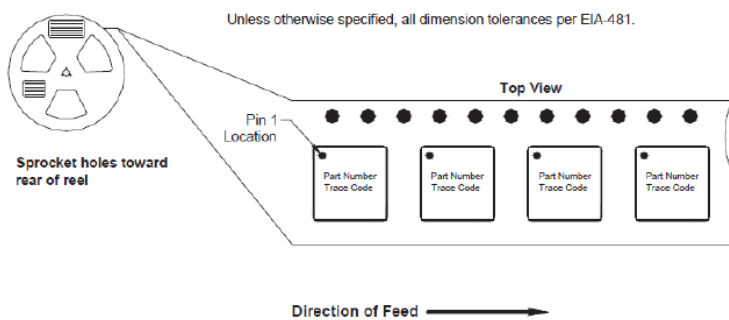 Unless otherwise specified, all dimension tolerances per EIA-481.
Top View
Pin 1
Location
Sprocket holes toward
rear of reel
Part Number
Trace Code
Part Number
Trace Code
Part Number
Trace Code
Part Number
Trace Code
Direction of Feed